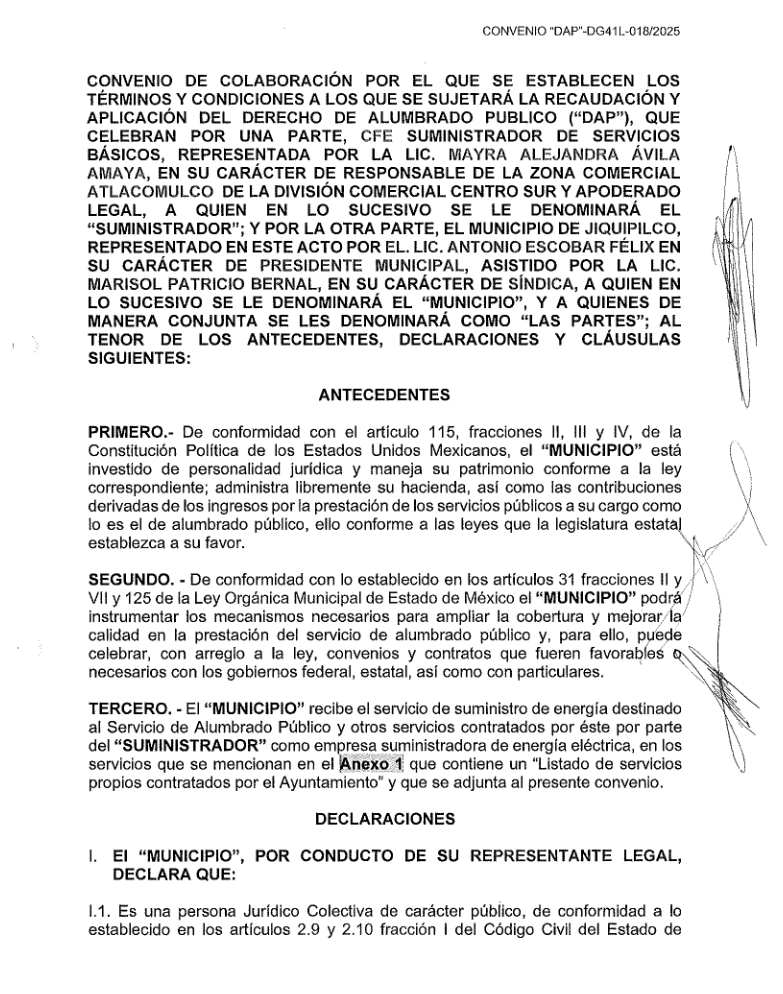 CONVENIO "DAP"-DG41L-018/2025
CONVENIO DE COLABORACIÓN POR EL QUE SE ESTABLECEN LOS
TÉRMINOS Y CONDICIONES A LOS QUE SE SUJETARÁ LA RECAUDACIÓN Y
APLICACIÓN DEL DERECHO DE ALUMBRADO PUBLICO ("DAP"), QUE
CELEBRAN POR UNA PARTE, CFE SUMINISTRADOR DE SERVICIOS
BÁSICOS, REPRESENTADA POR LA LIC. MAYRA ALEJANDRA ÁVILA
AMAYA, EN SU CARÁCTER DE RESPONSABLE DE LA ZONA COMERCIAL
ATLACOMULCO DE LA DIVISIÓN COMERCIAL CENTRO SUR Y APODERADO
LEGAL, A QUIEN EN LO SUCESIVO SE LE DENOMINARÁ EL
"SUMINISTRADOR"; Y POR LA OTRA PARTE, EL MUNICIPIO DE JIQUIPILCO,
REPRESENTADO EN ESTE ACTO POR EL. LIC. ANTONIO ESCOBAR FÉLIX EN
SU CARÁCTER DE PRESIDENTE MUNICIPAL, ASISTIDO POR LA LIC.
MARISOL PATRICIO BERNAL, EN SU CARÁCTER DE SÍNDICA, A QUIEN EN
LO SUCESIVO SE LE DENOMINARÁ EL "MUNICIPIO", Y A QUIENES DE
MANERA CONJUNTA SE LES DENOMINARÁ COMO "LAS PARTES"; AL
TENOR DE LOS ANTECEDENTES, DECLARACIONES Y CLÁUSULAS
SIGUIENTES:
ANTECEDENTES
PRIMERO.- De conformidad con el artículo 115, fracciones II, III y IV, de la
Constitución Política de los Estados Unidos Mexicanos, el "MUNICIPIO" está
investido de personalidad jurídica y maneja su patrimonio conforme a la ley
correspondiente; administra libremente su hacienda, así como las contribuciones
derivadas de los ingresos por la prestación de los servicios públicos a su cargo como
lo es el de alumbrado público, ello conforme a las leyes que la legislatura estatal
establezca a su favor.
SEGUNDO. - De conformidad con lo establecido en los artículos 31 fracciones II y
VII y 125 de la Ley Orgánica Municipal de Estado de México el "MUNICIPIO" podrá
instrumentar los mecanismos necesarios para ampliar la cobertura y mejorar la
calidad en la prestación del servicio de alumbrado público y, para ello, puede
celebrar, con arreglo a la ley, convenios y contratos que fueren favorables o
necesarios con los gobiernos federal, estatal, así como con particulares.
TERCERO. - El "MUNICIPIO" recibe el servicio de suministro de energía destinado
al Servicio de Alumbrado Público y otros servicios contratados por éste por parte
del "SUMINISTRADOR" como empresa suministradora de energía eléctrica, en los
servicios que se mencionan en el Anexo 1 que contiene un "Listado de servicios
propios contratados por el Ayuntamiento" y que se adjunta al presente convenio.
DECLARACIONES
I. El "MUNICIPIO", POR CONDUCTO DE SU REPRESENTANTE LEGAL,
DECLARA QUE:
I.1. Es una persona Jurídico Colectiva de carácter público, de conformidad a lo
establecido en los artículos 2.9 y 2.10 fracción I del Código Civil del Estado de